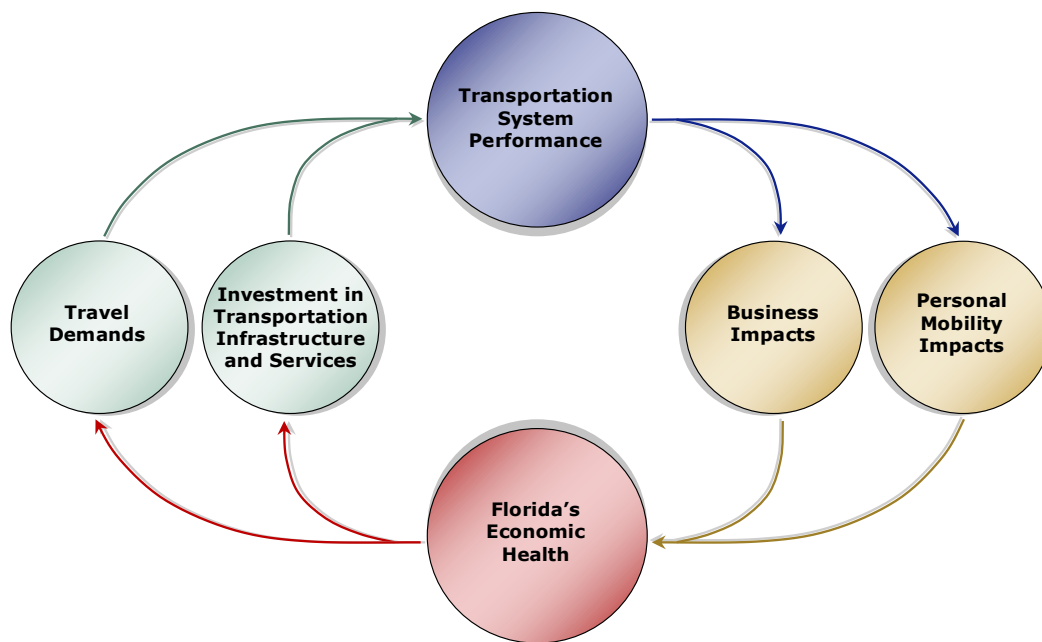 Transportation
System
Performance
Travel
Demands
Investment in
Transportation
Infrastructure
and Services
Business
Impacts
Personal
Mobility
Impacts
Florida’s
Economic
Health